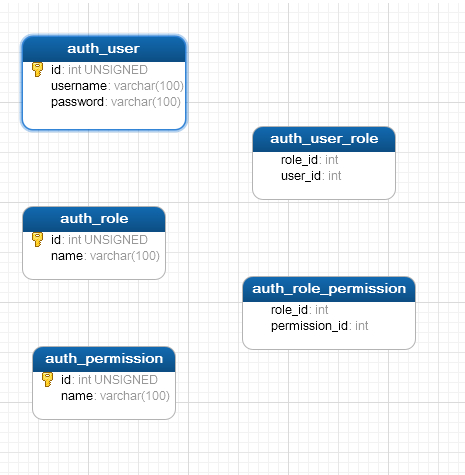 auth_user
id: int UNSIGNED
username: varchar(100)
password: varchar(100)
auth_user_role
role_id: int
user_id: int
auth_role
id: int UNSIGNED
name: varchar(100)
auth_role_permission
role_id: int
permission_id: int
auth_permission
id: int UNSIGNED
name: varchar(100)